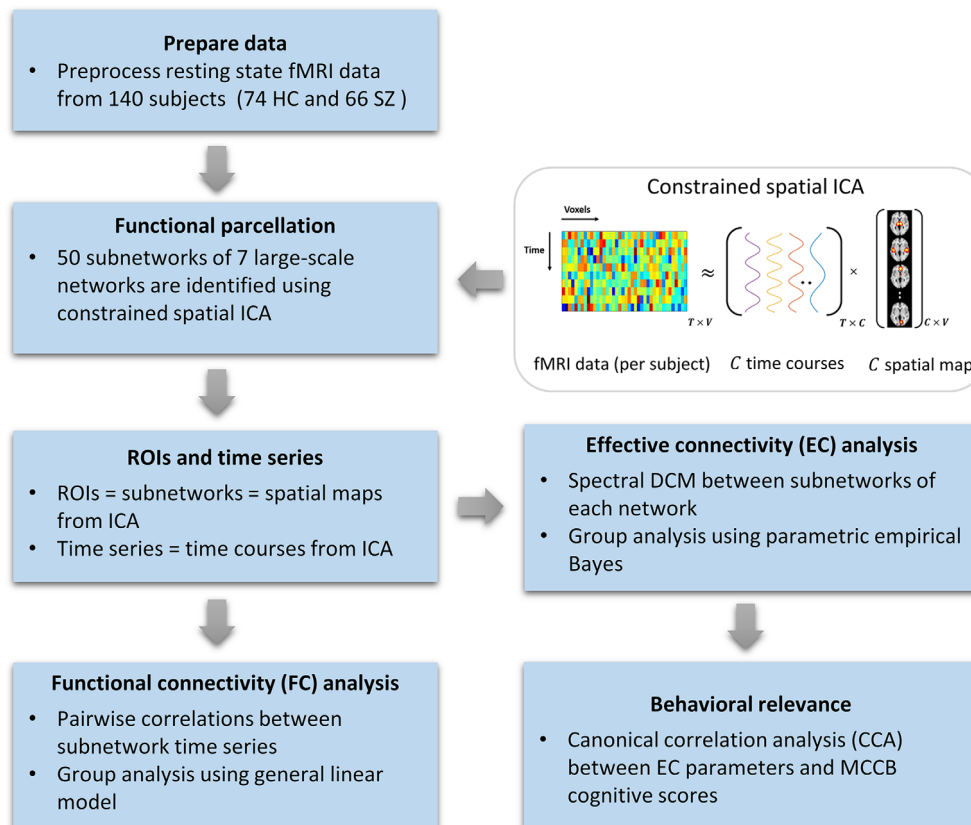 Prepare data
• Preprocess resting state fMRI data
from 140 subjects (74 HC and 66 SZ )
Functional parcellation
• 50 subnetworks of 7 large-scale
networks are identified using
constrained spatial ICA
Constrained spatial ICA
Voxels
Time
≈
×
T × V
T × C
C × V
fMRI data (per subject)
C time courses
C spatial map
ROIs and time series
• ROIs = subnetworks = spatial maps
from ICA
• Time series = time courses from ICA
Effective connectivity (EC) analysis
• Spectral DCM between subnetworks of
each network
• Group analysis using parametric empirical
Bayes
Functional connectivity (FC) analysis
• Pairwise correlations between
subnetwork time series
• Group analysis using general linear
model
Behavioral relevance
• Canonical correlation analysis (CCA)
between EC parameters and MCCB
cognitive scores